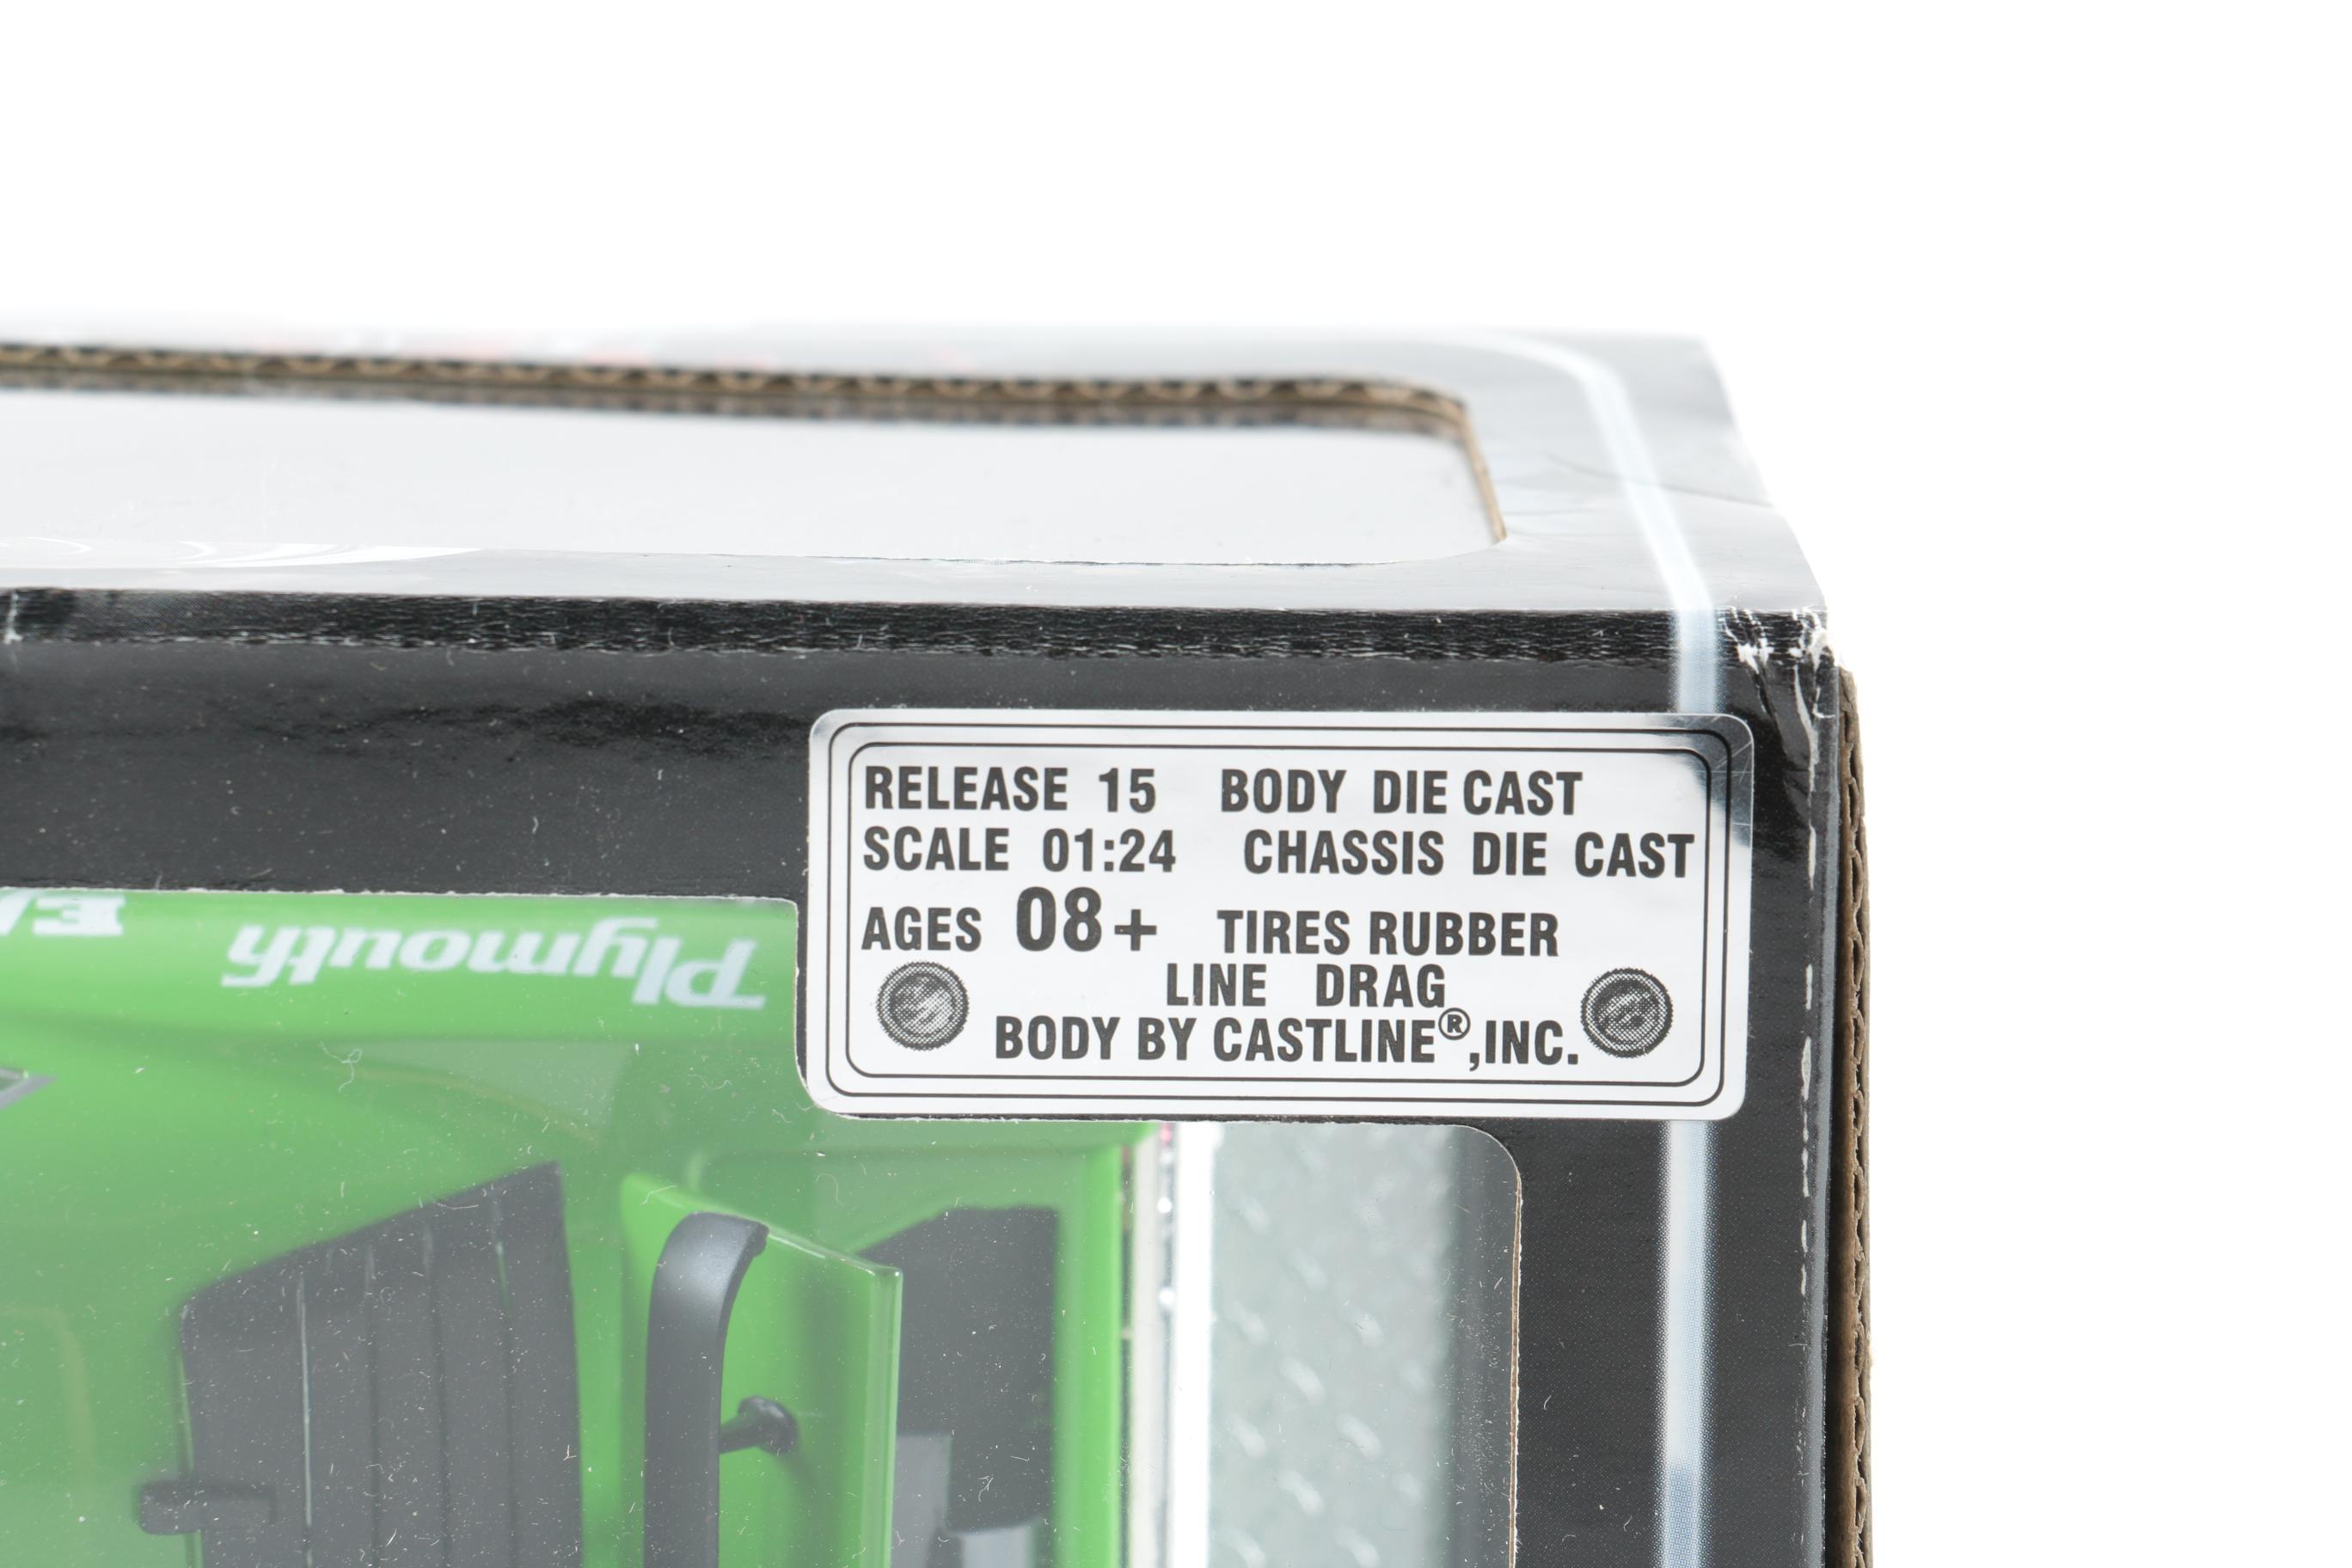 RELEASE 15 BODY DIE CAST
SCALE 01:24 CHASSIS DIE CAST
AGES 08+ TIRES RUBBER
LINE DRAG
BODY BY CASTLINE®,INC.
Plymouth